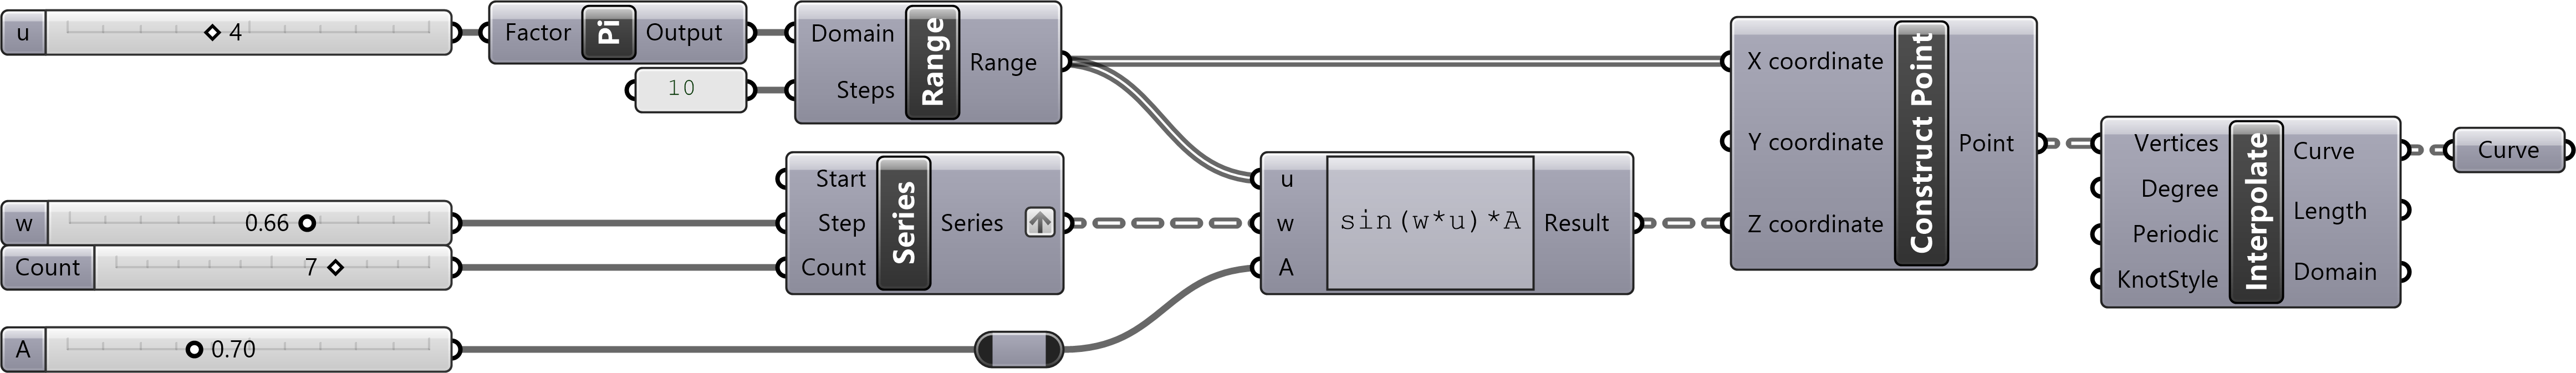 u
4
Factor
Pi
Output
10
Domain
Steps
Range
Range
w
0.66
Count
7
Start
Step
Count
Series
Series
A
0.70
u
w
A
sin(w*u)*A
Result
X coordinate
Y coordinate
Z coordinate
Construct Point
Point
Vertices
Degree
Periodic
KnotStyle
Interpolate
Curve
Length
Domain
Curve